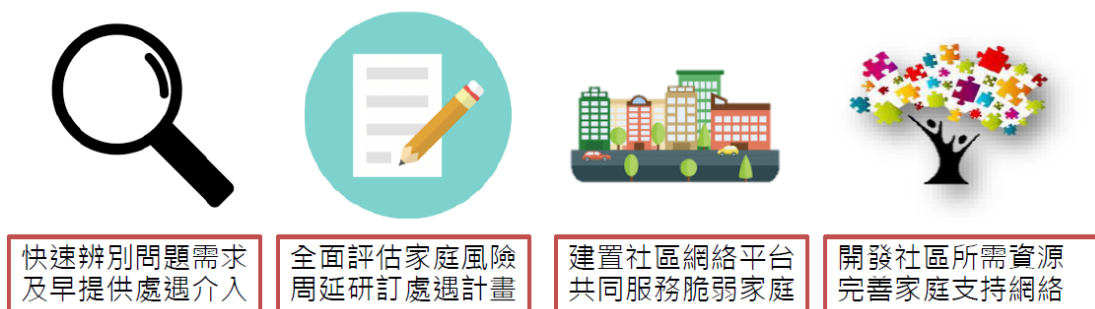 快速辨別問題需求
及早提供處遇介入
全面評估家庭風險
周延研訂處遇計畫
建置社區網絡平台
共同服務脆弱家庭
開發社區所需資源
完善家庭支持網絡